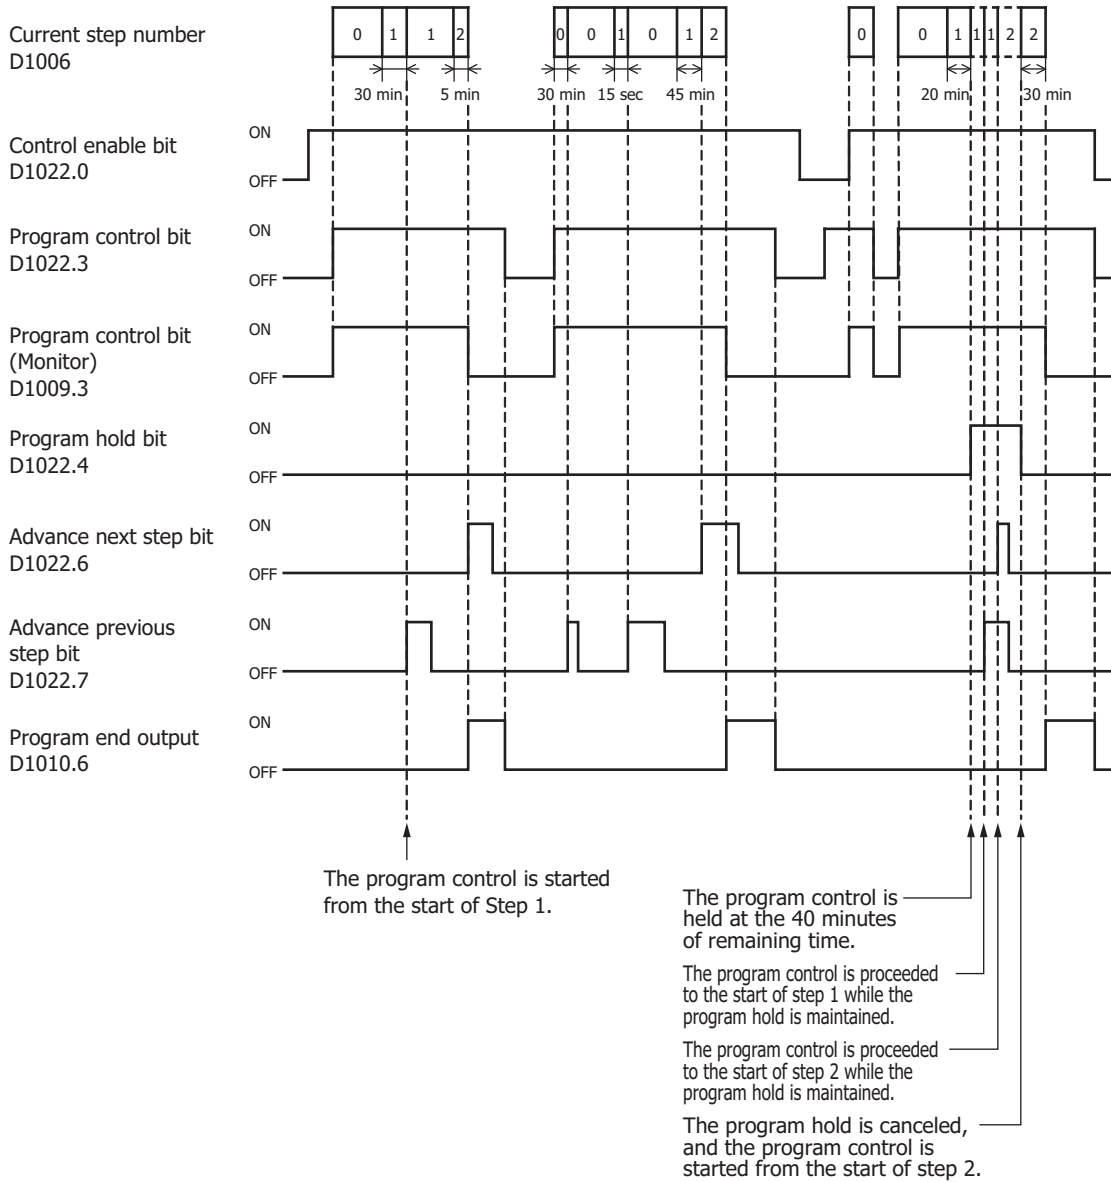 Current step number
D1006
0 1 1 2 0 0 1 0 1 2 0 0 1 1 1 2 2
30 min 5 min 30 min 15 sec 45 min 20 min 30 min
Control enable bit
D1022.0
ON
OFF
Program control bit
D1022.3
ON
OFF
Program control bit
(Monitor)
D1009.3
ON
OFF
Program hold bit
D1022.4
ON
OFF
Advance next step bit
D1022.6
ON
OFF
Advance previous
step bit
D1022.7
ON
OFF
Program end output
D1010.6
ON
OFF
The program control is started
from the start of Step 1.
The program control is
held at the 40 minutes
of remaining time.
The program control is proceeded
to the start of step 1 while the
program hold is maintained.
The program control is proceeded
to the start of step 2 while the
program hold is maintained.
The program hold is canceled,
and the program control is
started from the start of step 2.